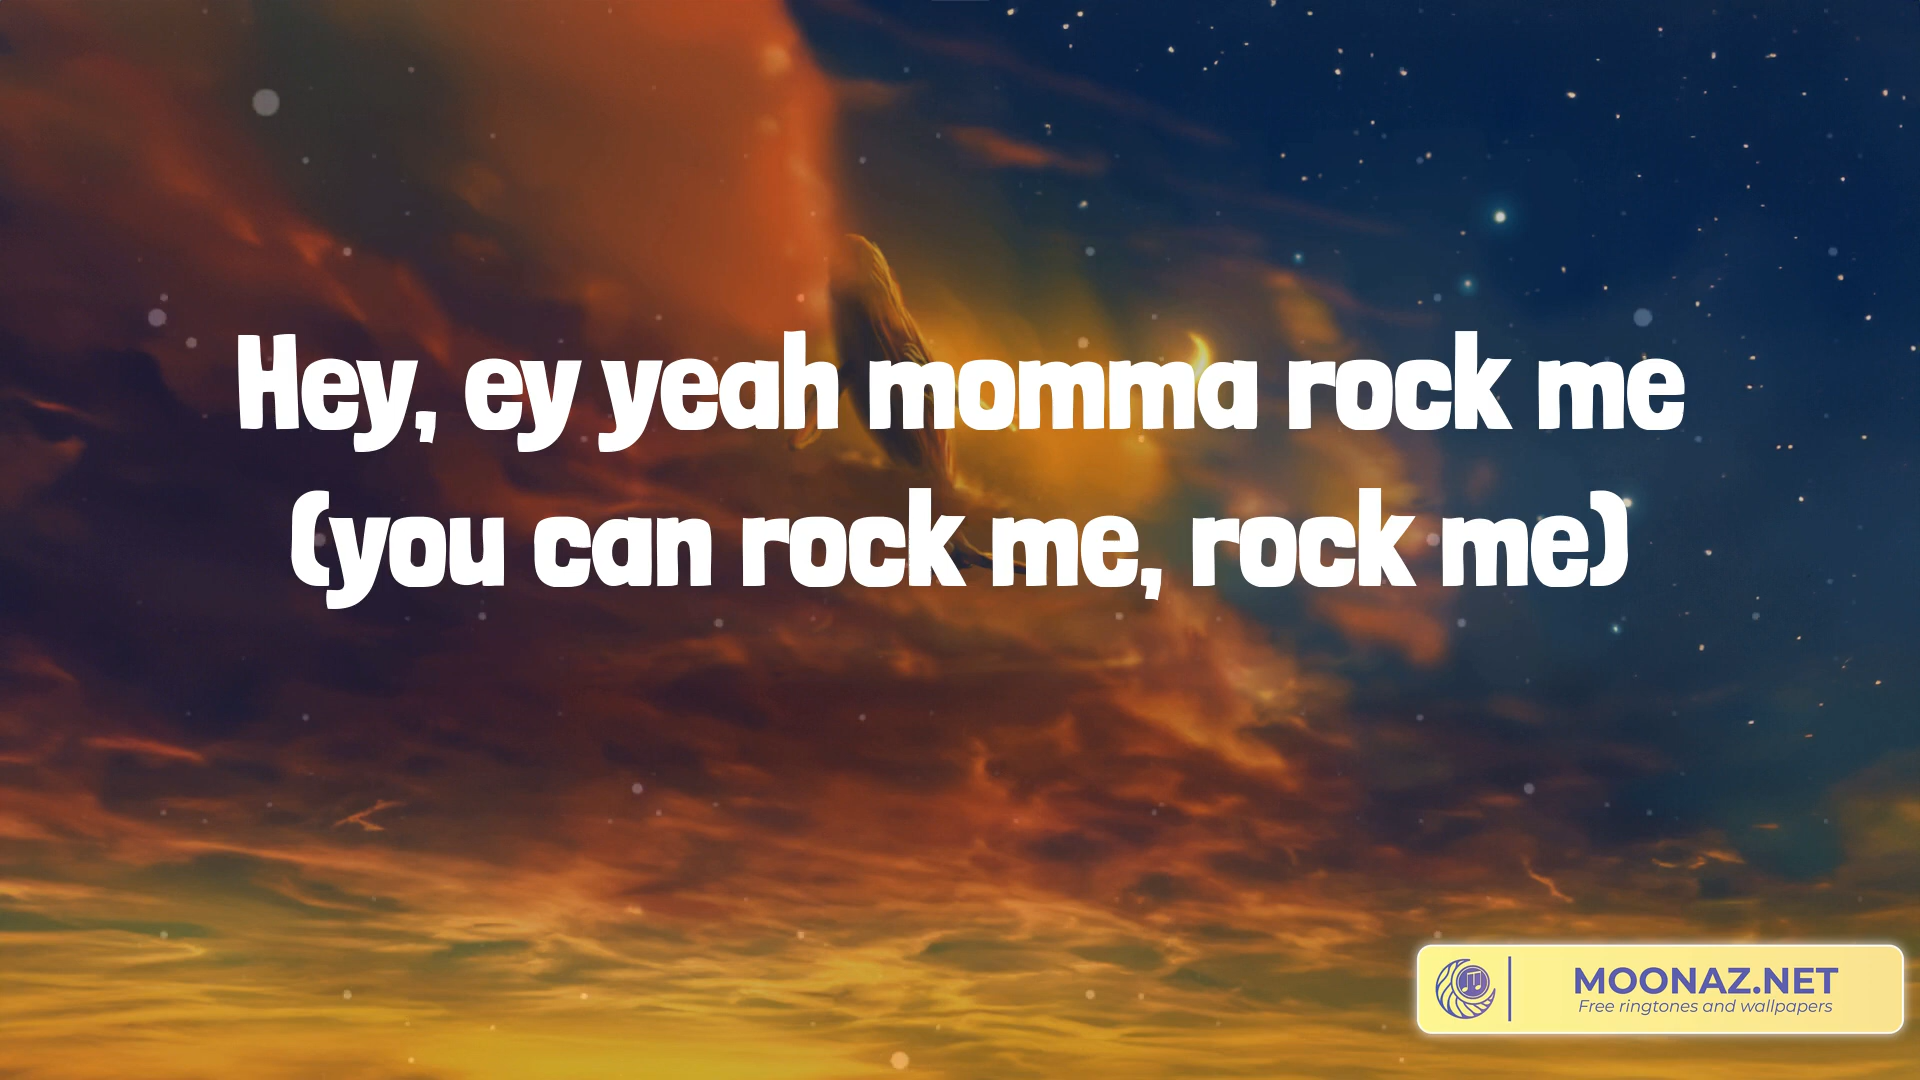 Hey, ey yeah momma rock me
(you can rock me, rock me)
MOONAZ.NET
Free ringtones and wallpapers